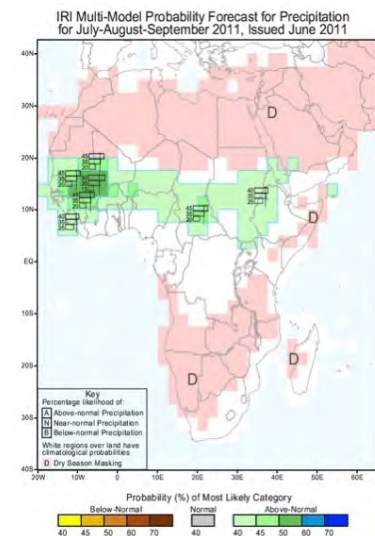 IRI Multi-Model Probability Forecast for Precipitation
for July-August-September 2011, Issued June 2011
40N
30N
20N
10N
EQ
10S
20S
30S
40S
D
D
D
D
Key
Percentage likelihood of:
A Above-normal Precipitation
N Near-normal Precipitation
B Below-normal Precipitation
White regions over land have
climatological probabilities
D Dry Season Masking
20W 10W 0 10E 20E 30E 40E 50E 60E
Probability (%) of Most Likely Category
Below-Normal Normal Above-Normal
40 45 50 60 70 40 40 45 50 60 70